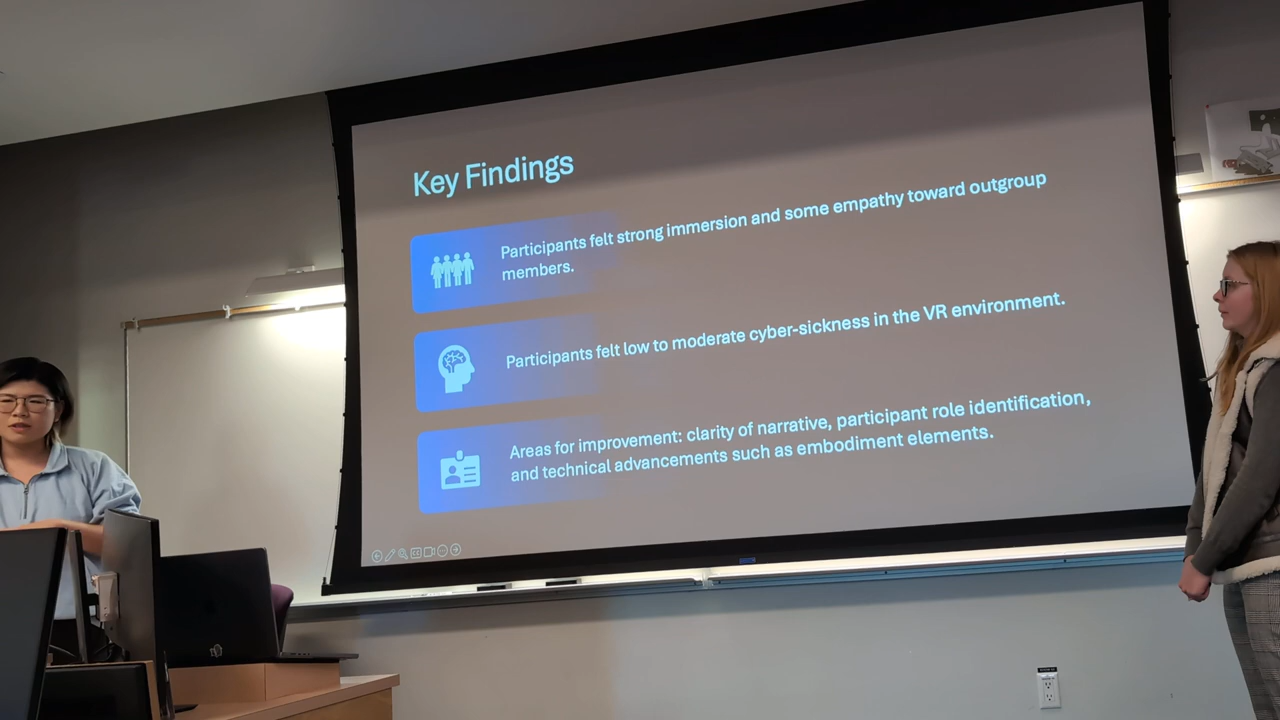 Key Findings
Participants felt strong immersion and some empathy toward outgroup
members.
Participants felt low to moderate cyber-sickness in the VR environment.
Areas for improvement: clarity of narrative, participant role identification,
and technical advancements such as embodiment elements.